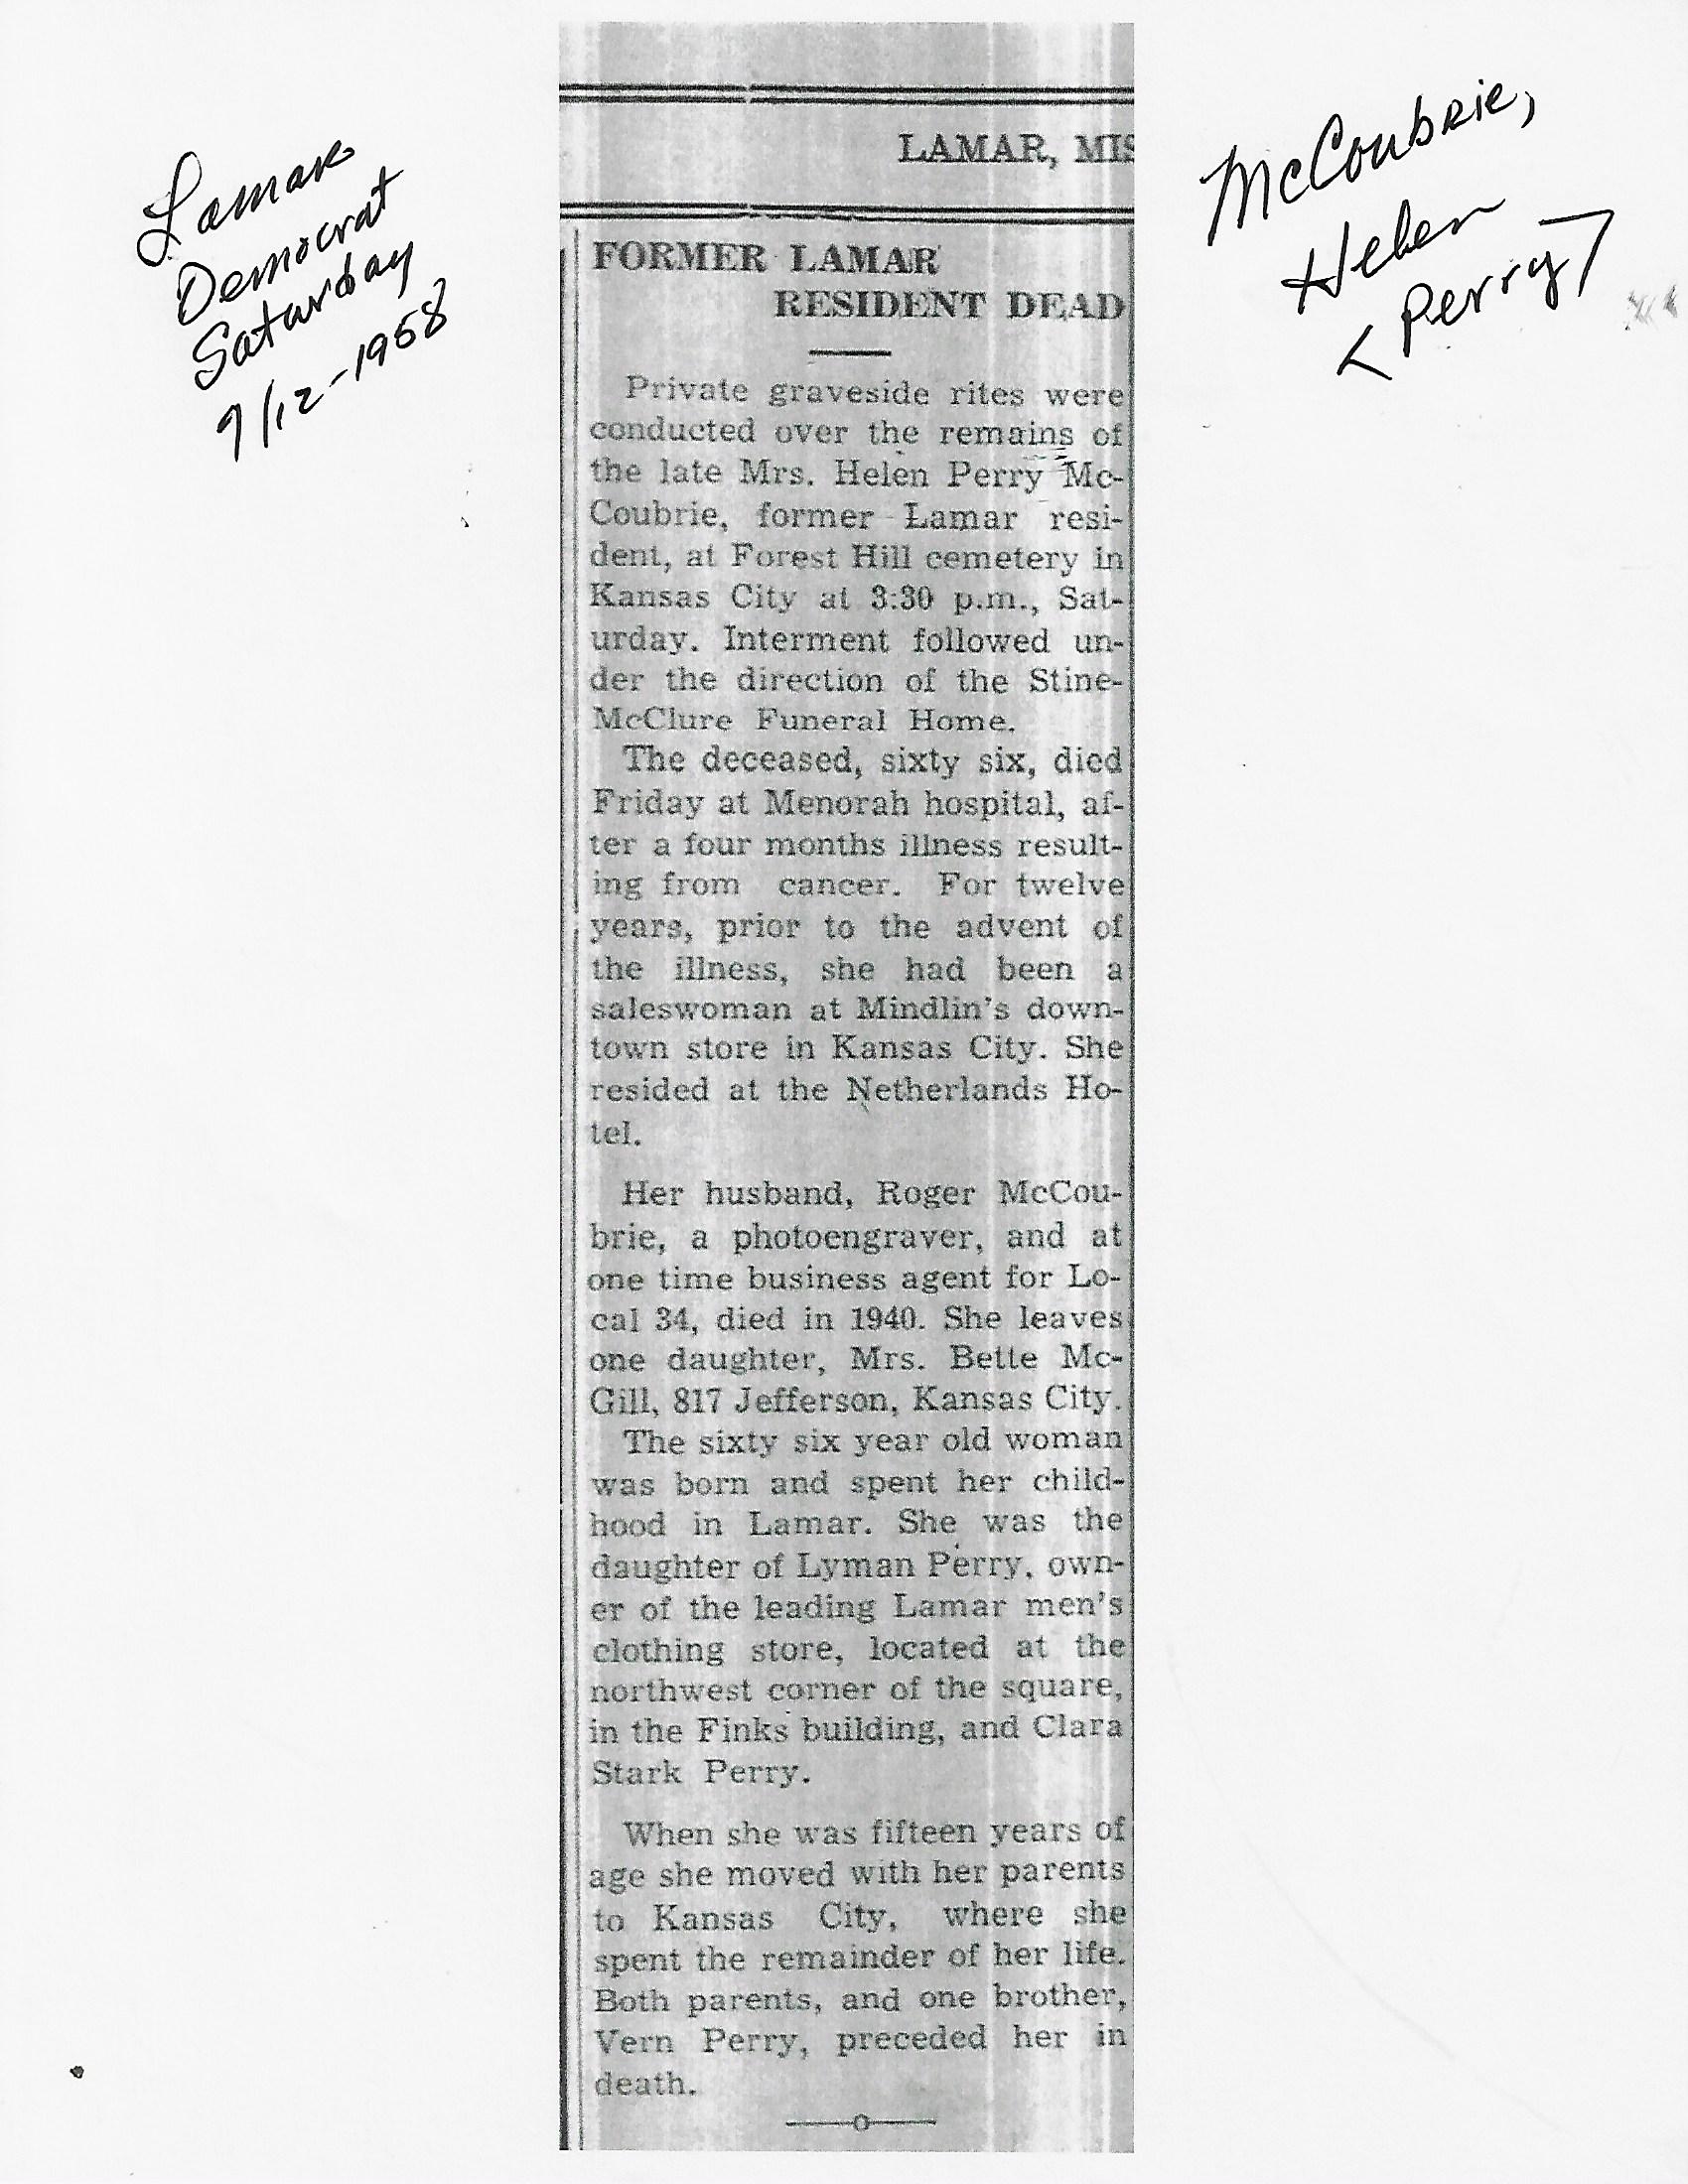 Lamar
Democrat
Saturday
7/12-1958
McCoubrie,
Helen
<Perry>
LAMAR, MIS
FORMER LAMAR
RESIDENT DEAD
Private graveside rites were
conducted over the remains of
the late Mrs. Helen Perry Mc-
Coubrie, former Lamar resi-
dent, at Forest Hill cemetery in
Kansas City at 3:30 p.m., Sat-
urday. Interment followed un-
der the direction of the Stine-
McClure Funeral Home.
The deceased, sixty six, died
Friday at Menorah hospital, af-
ter a four months illness result-
ing from cancer. For twelve
years, prior to the advent of
the illness, she had been a
saleswoman at Mindlin's down-
town store in Kansas City. She
resided at the Netherlands Ho-
tel.
Her husband, Roger McCou-
brie, a photoengraver, and at
one time business agent for Lo-
cal 34, died in 1940. She leaves
one daughter, Mrs. Bette Mc-
Gill, 817 Jefferson, Kansas City.
The sixty six year old woman
was born and spent her child-
hood in Lamar. She was the
daughter of Lyman Perry, own-
er of the leading Lamar men's
clothing store, located at the
northwest corner of the square,
in the Finks building, and Clara
Stark Perry.
When she was fifteen years of
age she moved with her parents
to Kansas City, where she
spent the remainder of her life.
Both parents, and one brother,
Vern Perry, preceded her in
death.